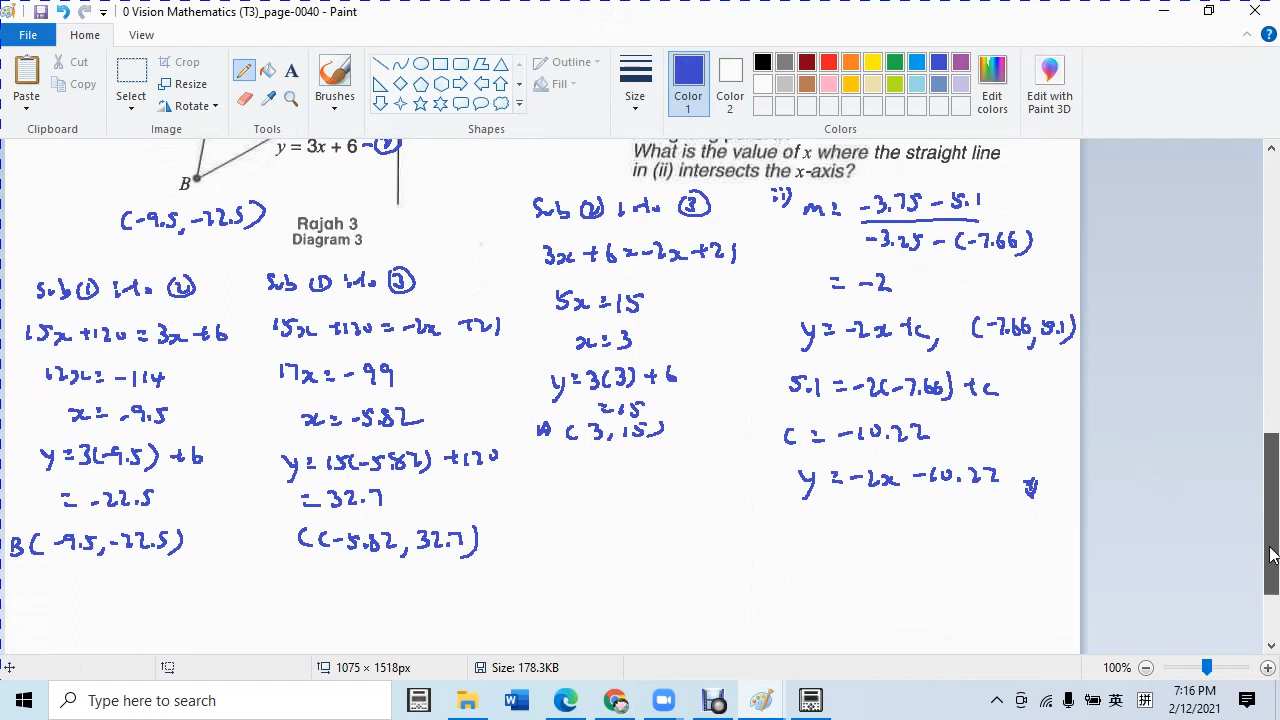 0 Vision Mathematics (T3)_page-0040 - Paint
File
Home
View
Paste
Cut
Copy
Clipboard
Select
Crop
Resize
Rotate
Image
A
Tools
Brushes
Outline
Fill
Shapes
Size
Color 1
Color 2
Edit colors
Edit with Paint 3D
Colors
y = 3x + 6 - ②
B
(-9.5, -22.5)
Rajah 3
Diagram 3
What is the value of x where the straight line
in (ii) intersects the x-axis?
Sub ① into ②
15x + 120 = 3x + 6
12x = -114
x = -9.5
y = 3(-9.5) + 6
= -22.5
B(-9.5, -22.5)
Sub ① into ③
15x + 120 = -2x + 21
17x = -99
x = -5.82
y = 15(-5.82) + 120
= 32.7
C(-5.82, 32.7)
Sub ② into ③
3x + 6 = -2x + 21
5x = 15
x = 3
y = 3(3) + 6
= 15
A (3, 15)
ii) m = -3.75 - 5.1
-3.25 - (-7.66)
= -2
y = -2x + c, (-7.66, 5.1)
5.1 = -2(-7.66) + c
c = -10.22
y = -2x - 10.22
1075 × 1518px
Size: 178.3KB
100%
Type here to search
英
拼
7:16 PM
2/12/2021